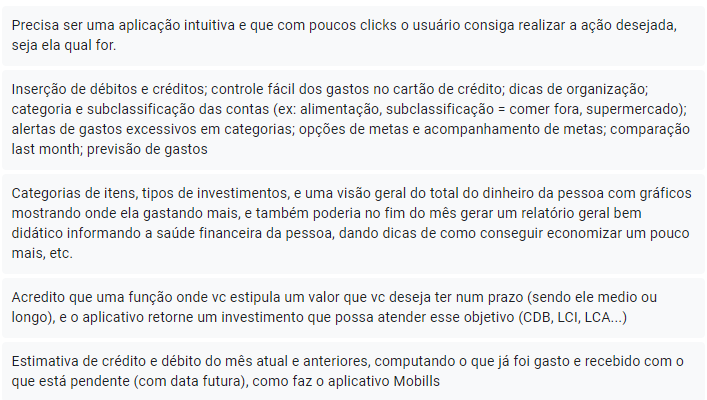 Precisa ser uma aplicação intuitiva e que com poucos clicks o usuário consiga realizar a ação desejada,
seja ela qual for.
Inserção de débitos e créditos; controle fácil dos gastos no cartão de crédito; dicas de organização;
categoria e subclassificação das contas (ex: alimentação, subclassificação = comer fora, supermercado);
alertas de gastos excessivos em categorias; opções de metas e acompanhamento de metas; comparação
last month; previsão de gastos
Categorias de itens, tipos de investimentos, e uma visão geral do total do dinheiro da pessoa com gráficos
mostrando onde ela gastando mais, e também poderia no fim do mês gerar um relatório geral bem
didático informando a saúde financeira da pessoa, dando dicas de como conseguir economizar um pouco
mais, etc.
Acredito que uma função onde vc estipula um valor que vc deseja ter num prazo (sendo ele medio ou
longo), e o aplicativo retorne um investimento que possa atender esse objetivo (CDB, LCI, LCA...)
Estimativa de crédito e débito do mês atual e anteriores, computando o que já foi gasto e recebido com o
que está pendente (com data futura), como faz o aplicativo Mobills